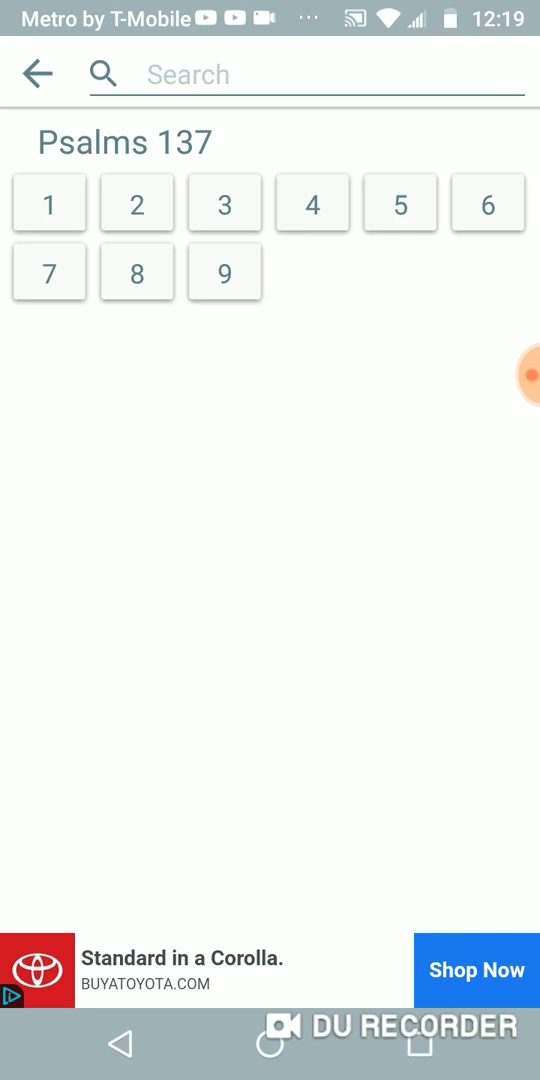 Metro by T-Mobile ... 12:19
Search
Psalms 137
1 2 3 4 5 6
7 8 9
Standard in a Corolla.
BUYATOYOTA.COM
Shop Now
DU RECORDER